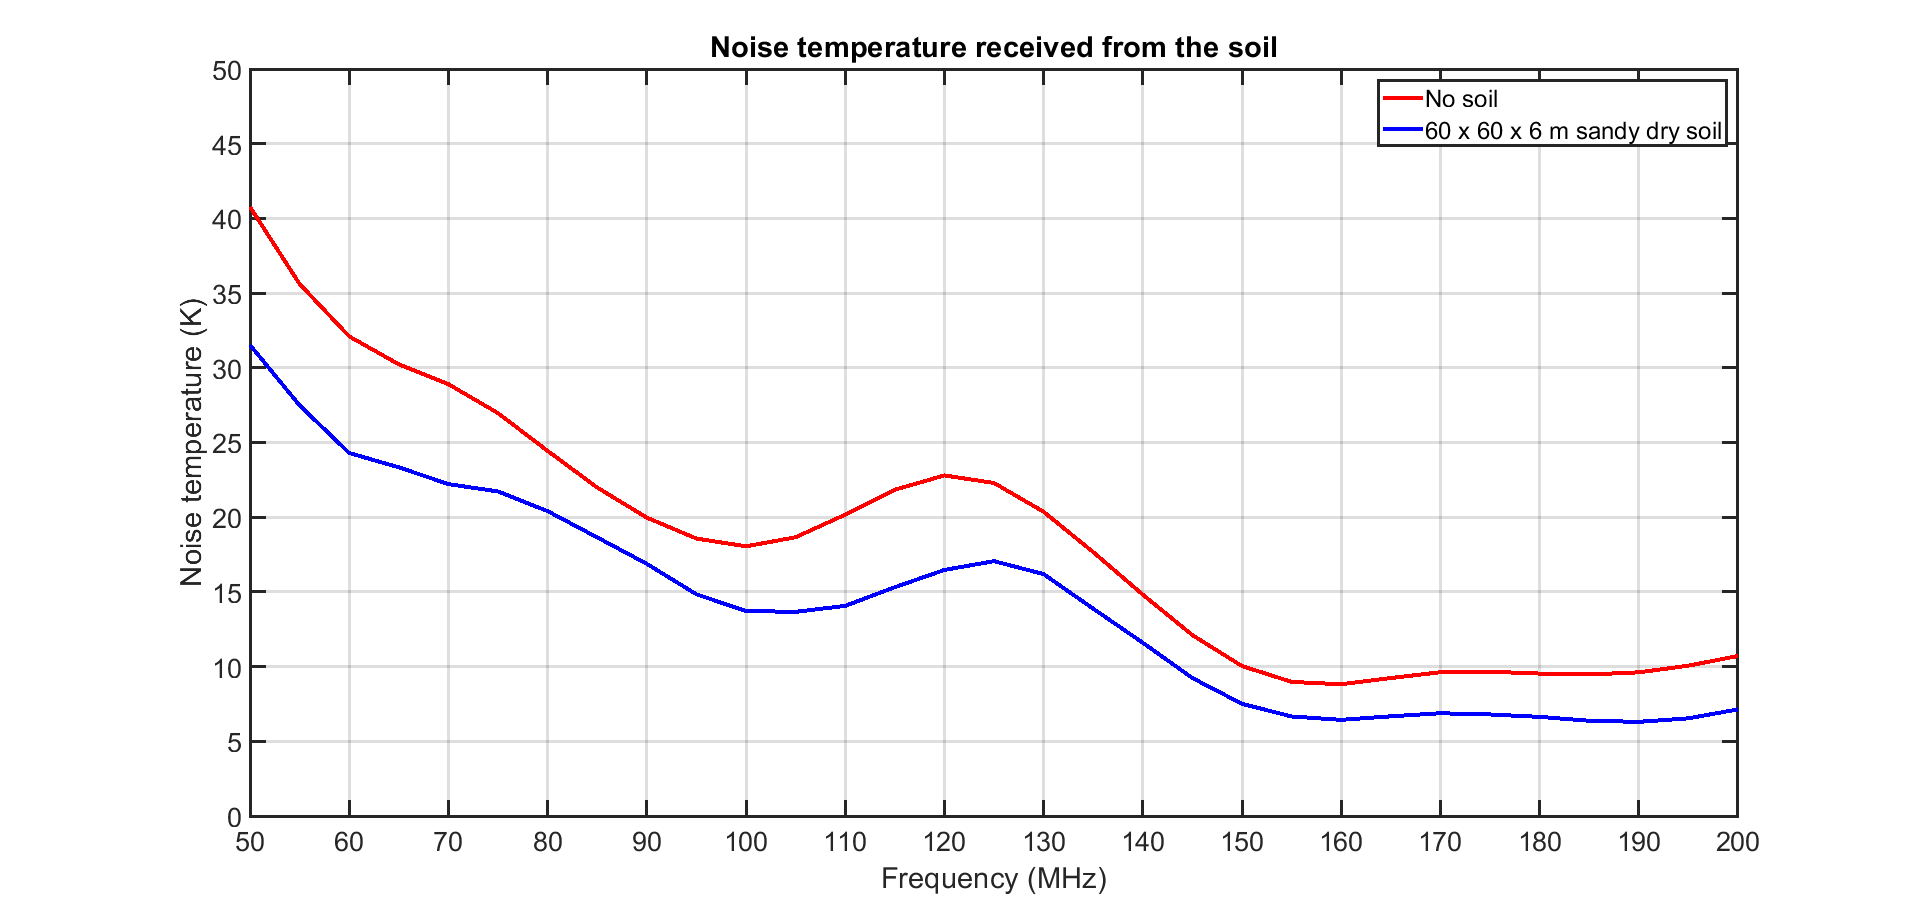 Noise temperature received from the soil
50
45
40
35
30
25
20
15
10
5
0
Noise temperature (K)
No soil
60 x 60 x 6 m sandy dry soil
50 60 70 80 90 100 110 120 130 140 150 160 170 180 190 200
Frequency (MHz)